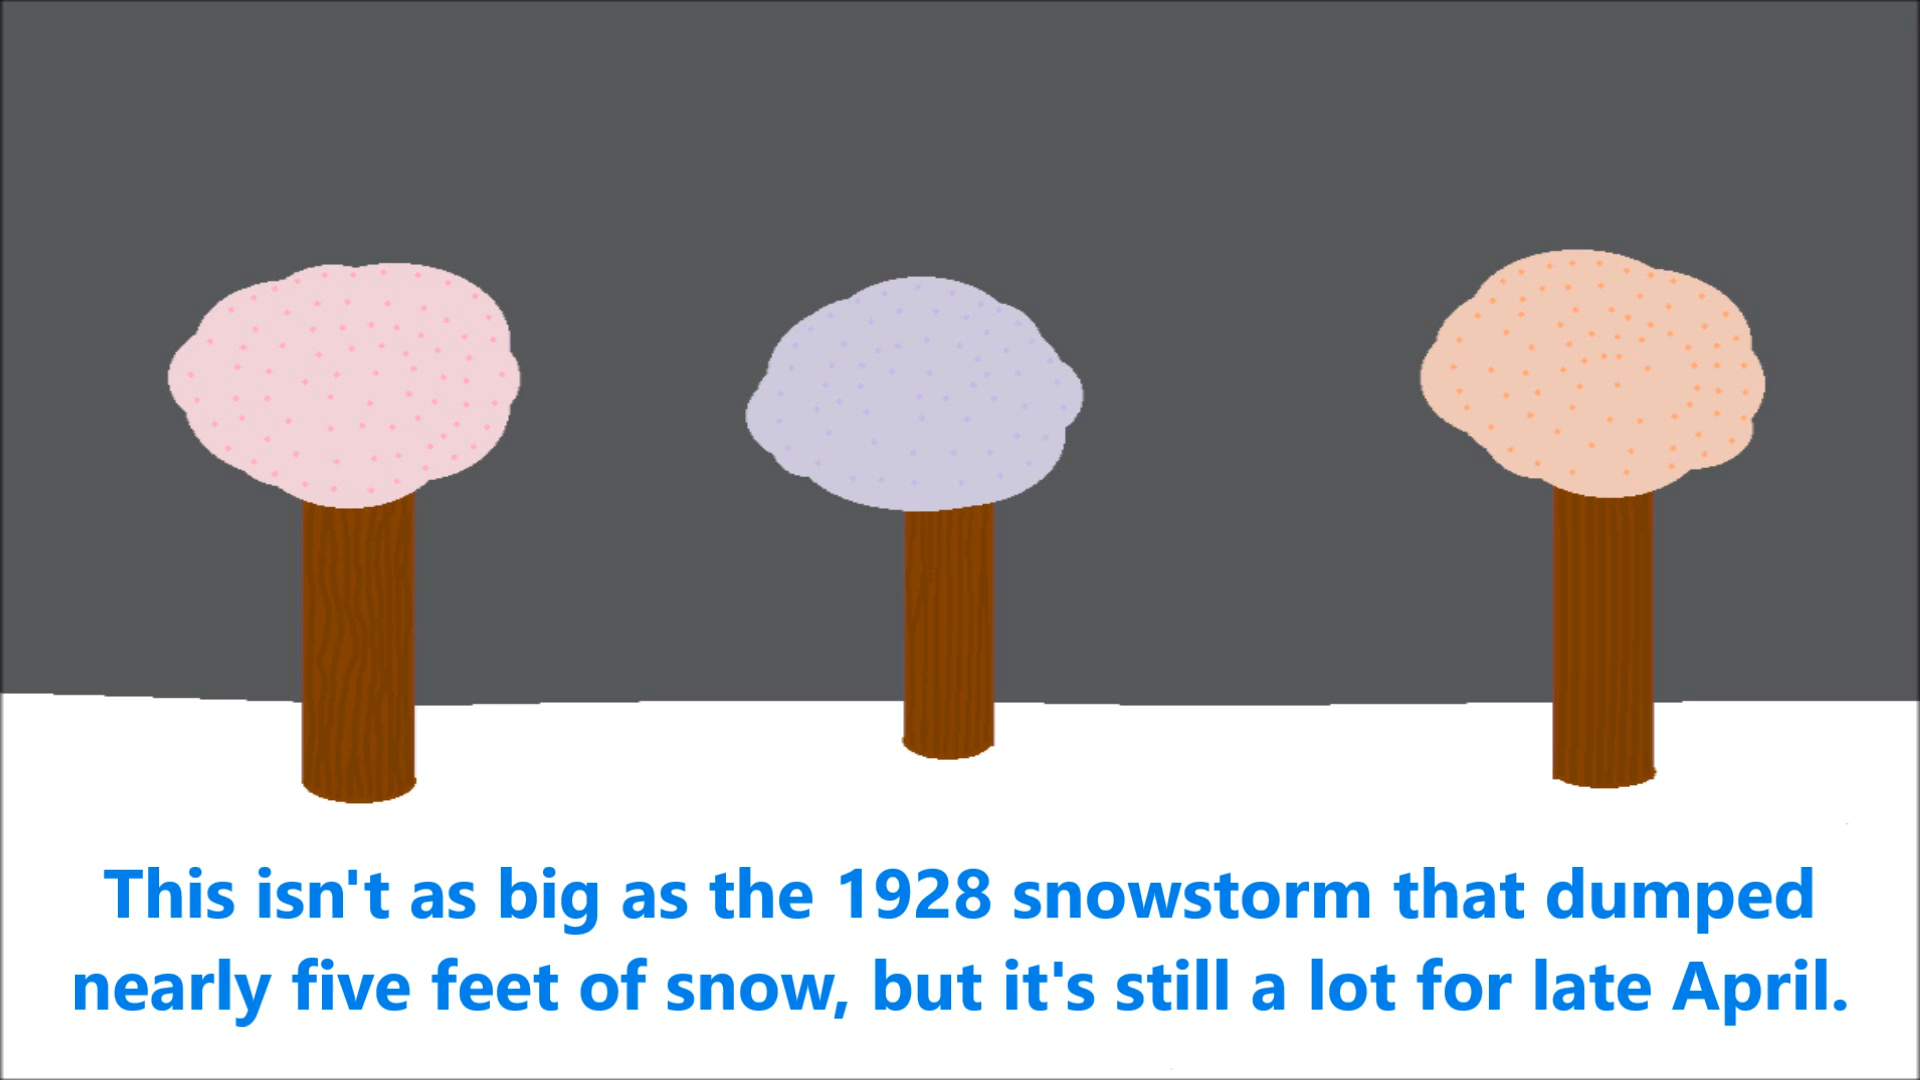 This isn't as big as the 1928 snowstorm that dumped
nearly five feet of snow, but it's still a lot for late April.